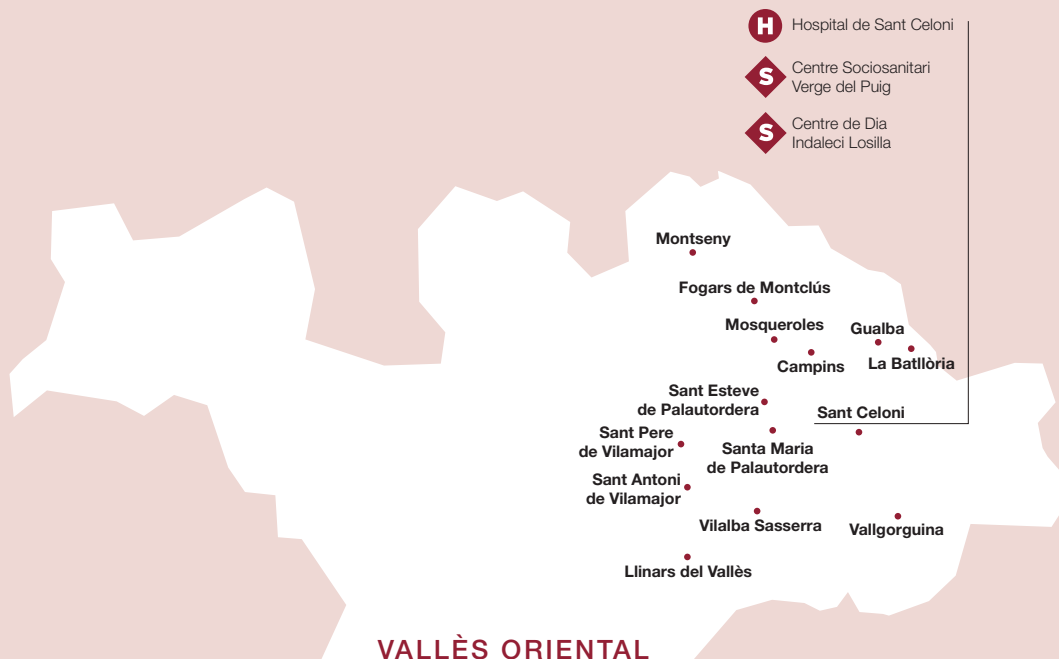 H Hospital de Sant Celoni
S Centre Sociosanitari
Verge del Puig
S Centre de Dia
Indaleci Losilla
Montseny
Fogars de Montclús
Mosqueroles
Gualba
Campins
La Batllòria
Sant Esteve
de Palautordera
Sant Celoni
Sant Pere
de Vilamajor
Santa Maria
de Palautordera
Sant Antoni
de Vilamajor
Vilalba Sasserra
Vallgorguina
Llinars del Vallès
VALLÈS ORIENTAL